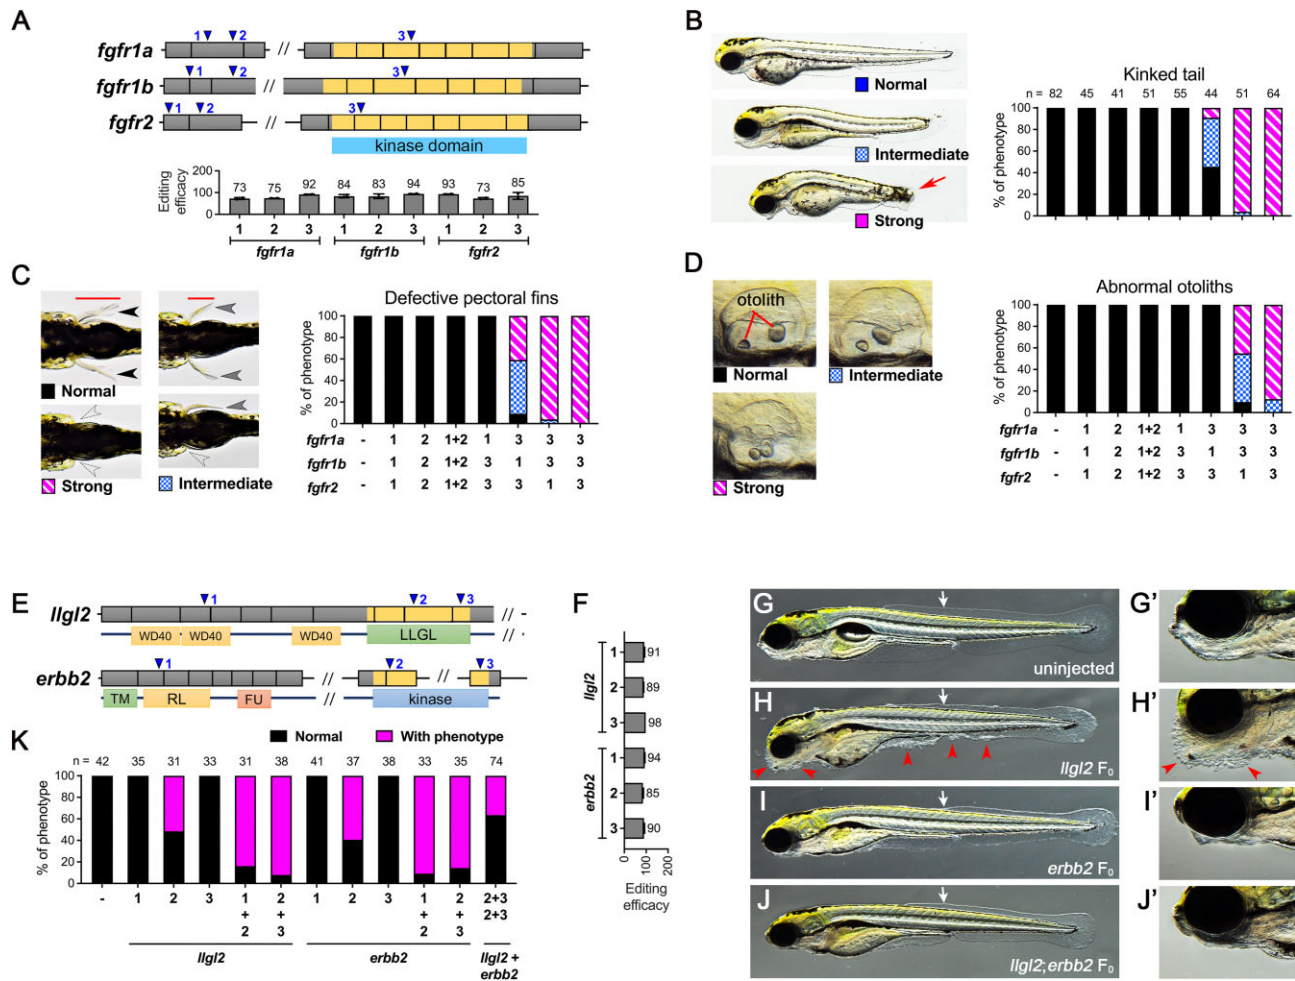 A
fgfr1a
1
2
//
3
fgfr1b
1
2
//
3
fgfr2
1
2
//
3
kinase domain
Editing
efficacy
200
100
0
73 75 92 84 83 94 93 73 85
1 2 3 1 2 3 1 2 3
fgfr1a fgfr1b fgfr2
B
Normal
Intermediate
Strong
Kinked tail
n = 82 45 41 51 55 44 51 64
% of phenotype
100
80
60
40
20
0
C
Normal
Strong
Intermediate
Defective pectoral fins
% of phenotype
100
80
60
40
20
0
fgfr1a - 1 2 1+2 1 3 3 3
fgfr1b - 1 2 1+2 3 1 3 3
fgfr2 - 1 2 1+2 3 3 1 3
D
otolith
Normal
Intermediate
Strong
Abnormal otoliths
% of phenotype
100
80
60
40
20
0
fgfr1a - 1 2 1+2 1 3 3 3
fgfr1b - 1 2 1+2 3 1 3 3
fgfr2 - 1 2 1+2 3 3 1 3
E
llgl2
1
2
3
// -
WD40 WD40 WD40 LLGL // -
erbb2
1
2
3
// //
TM RL FU // kinase
F
llgl2
1 91
2 89
3 98
erbb2
1 94
2 85
3 90
0 100 200
Editing
efficacy
G
uninjected
G’
H
llgl2 F0
H’
I
erbb2 F0
I’
J
llgl2;erbb2 F0
J’
K
Normal With phenotype
n = 42 35 31 33 31 38 41 37 38 33 35 74
% of phenotype
100
80
60
40
20
0
- 1 2 3 1 2 1 2 3 1 2 2+3
+ + + + 2+3
2 3 2 3
llgl2 erbb2 llgl2 +
erbb2